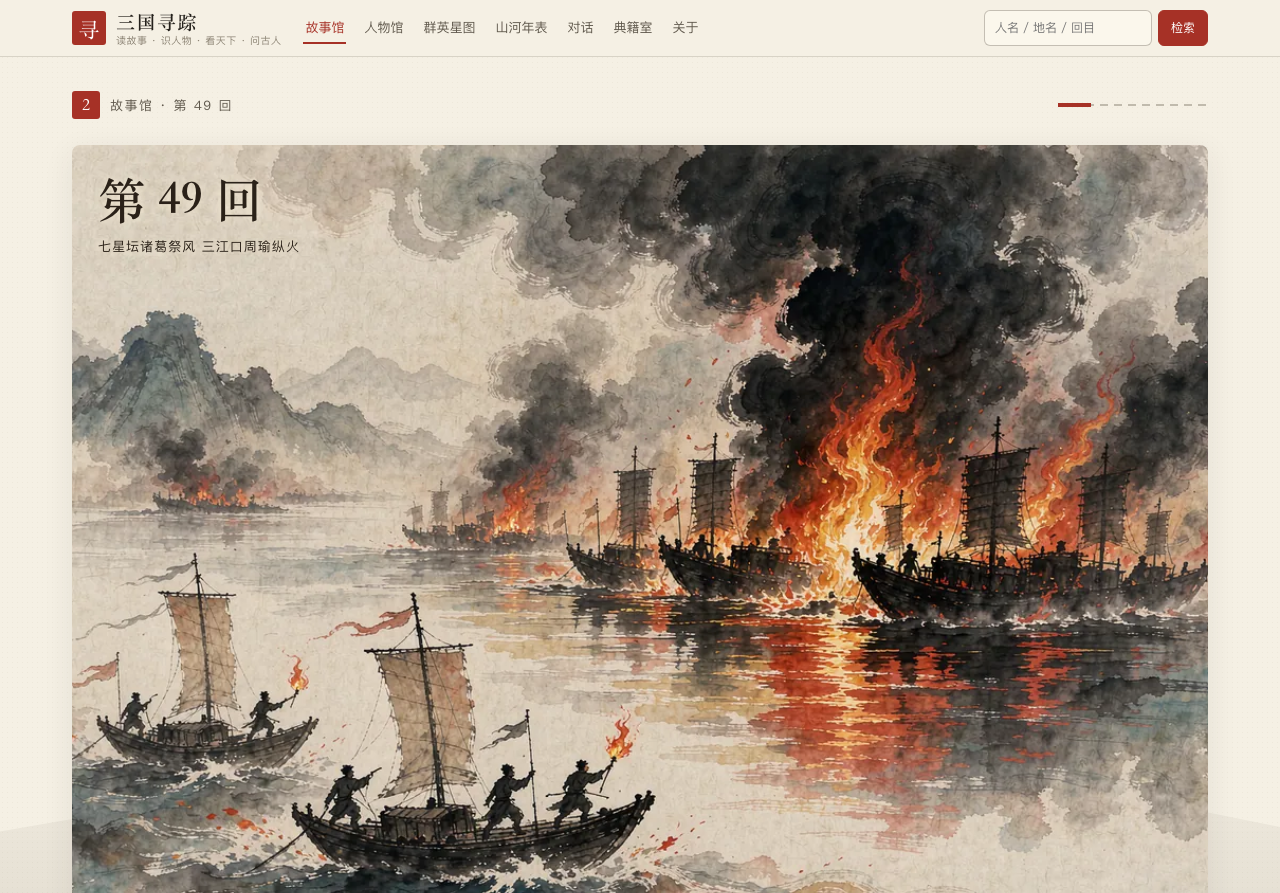 寻
三国寻踪
读故事 · 识人物 · 看天下 · 问古人
故事馆 人物馆 群英星图 山河年表 对话 典籍室 关于
人名 / 地名 / 回目
检索
2 故事馆 · 第 49 回
第 49 回
七星坛诸葛祭风 三江口周瑜纵火